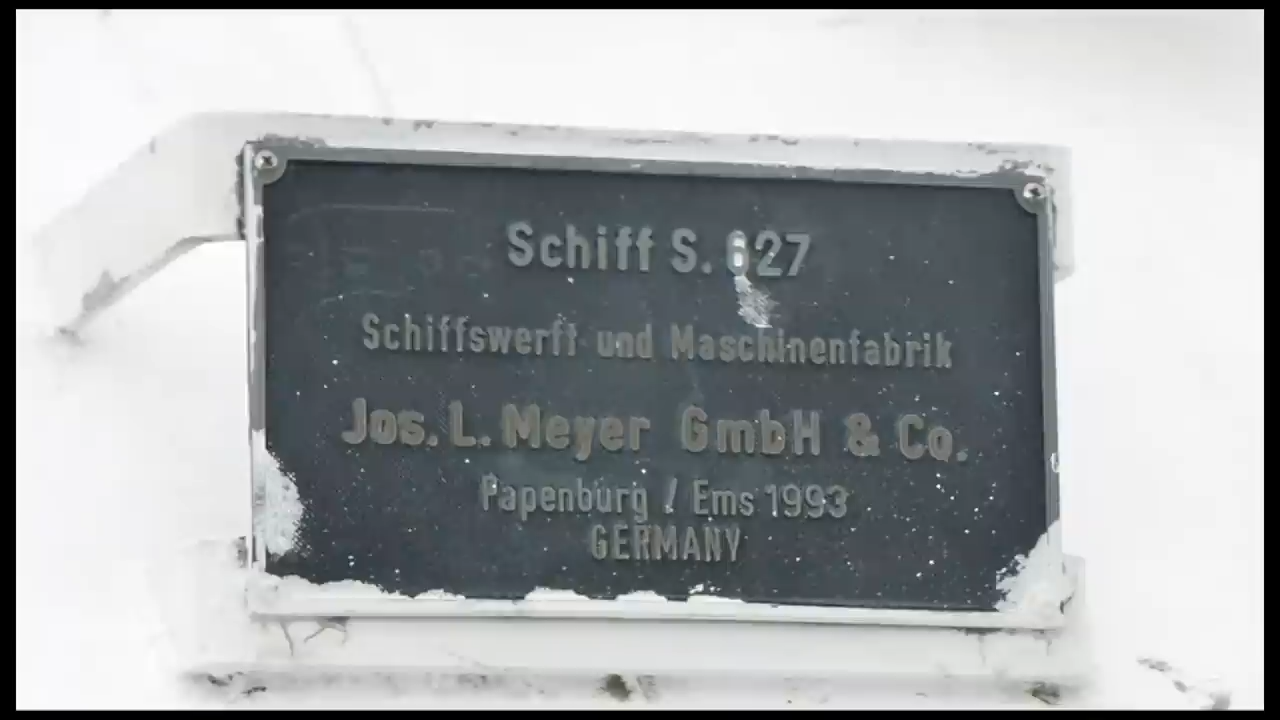 Schiff S. 627
Schiffswerft und Maschinenfabrik
Jos. L. Meyer GmbH & Co.
Papenburg / Ems 1993
GERMANY